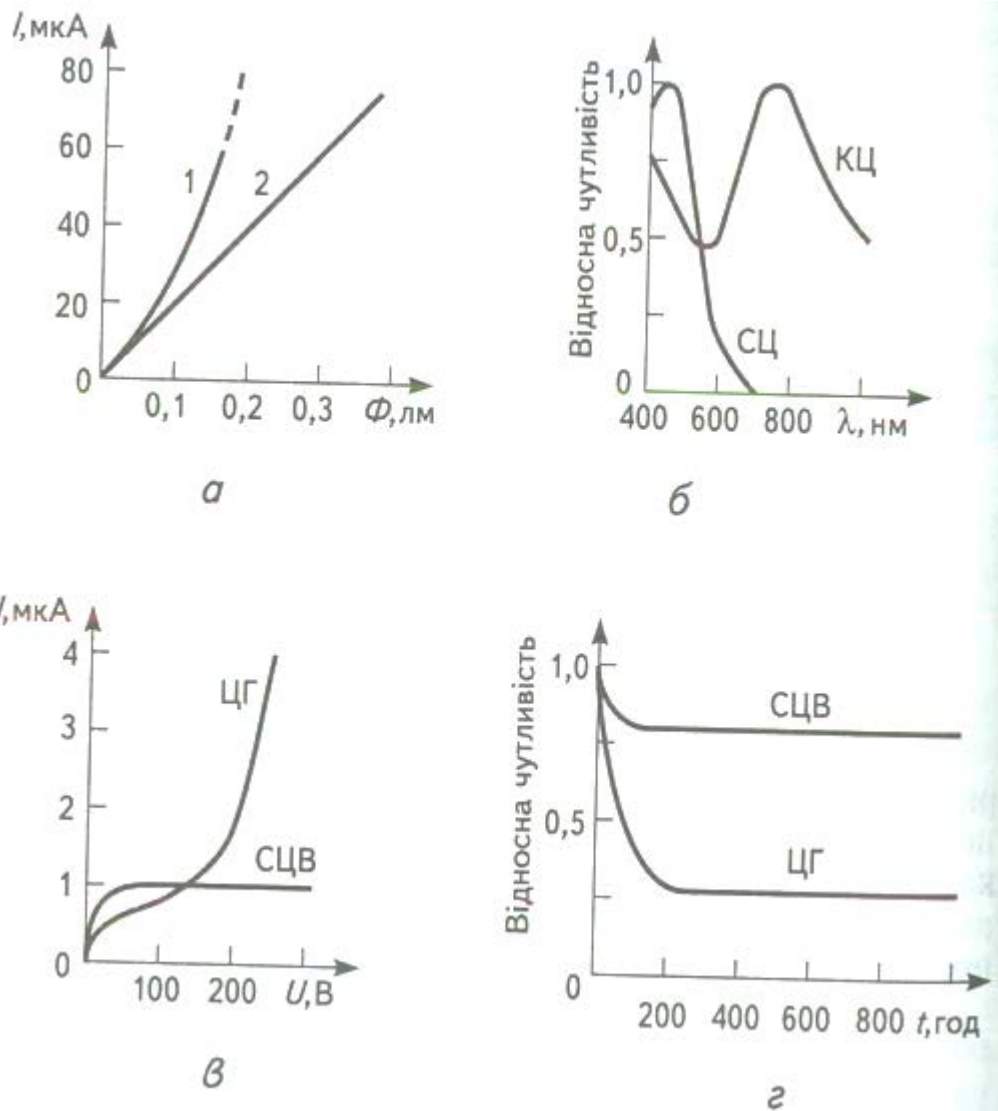 I,мкА
80
60
40
20
0
1
2
0,1 0,2 0,3 Φ,лм
а
Відносна чутливість
1,0
0,5
0
КЦ
СЦ
400 600 800 λ, нм
б
I,мкА
4
3
2
1
0
ЦГ
СЦВ
100 200 U,В
в
Відносна чутливість
1,0
0,5
0
СЦВ
ЦГ
200 400 600 800 t,год
г